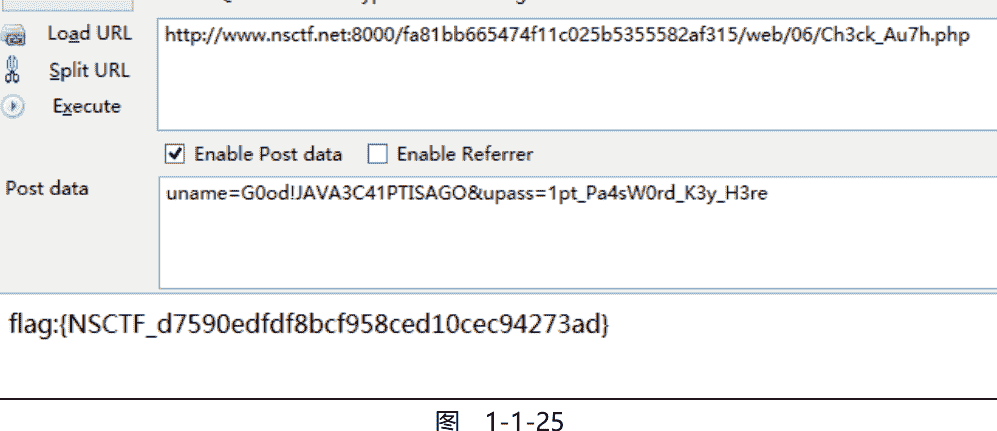 Load URL
http://www.nsctf.net:8000/fa81bb665474f11c025b5355582af315/web/06/Ch3ck_Au7h.php
Split URL
Execute
Enable Post data Enable Referrer
Post data
uname=G0od!JAVA3C41PTISAGO&upass=1pt_Pa4sW0rd_K3y_H3re
flag:{NSCTF_d7590edfdf8bcf958ced10cec94273ad}
图 1-1-25